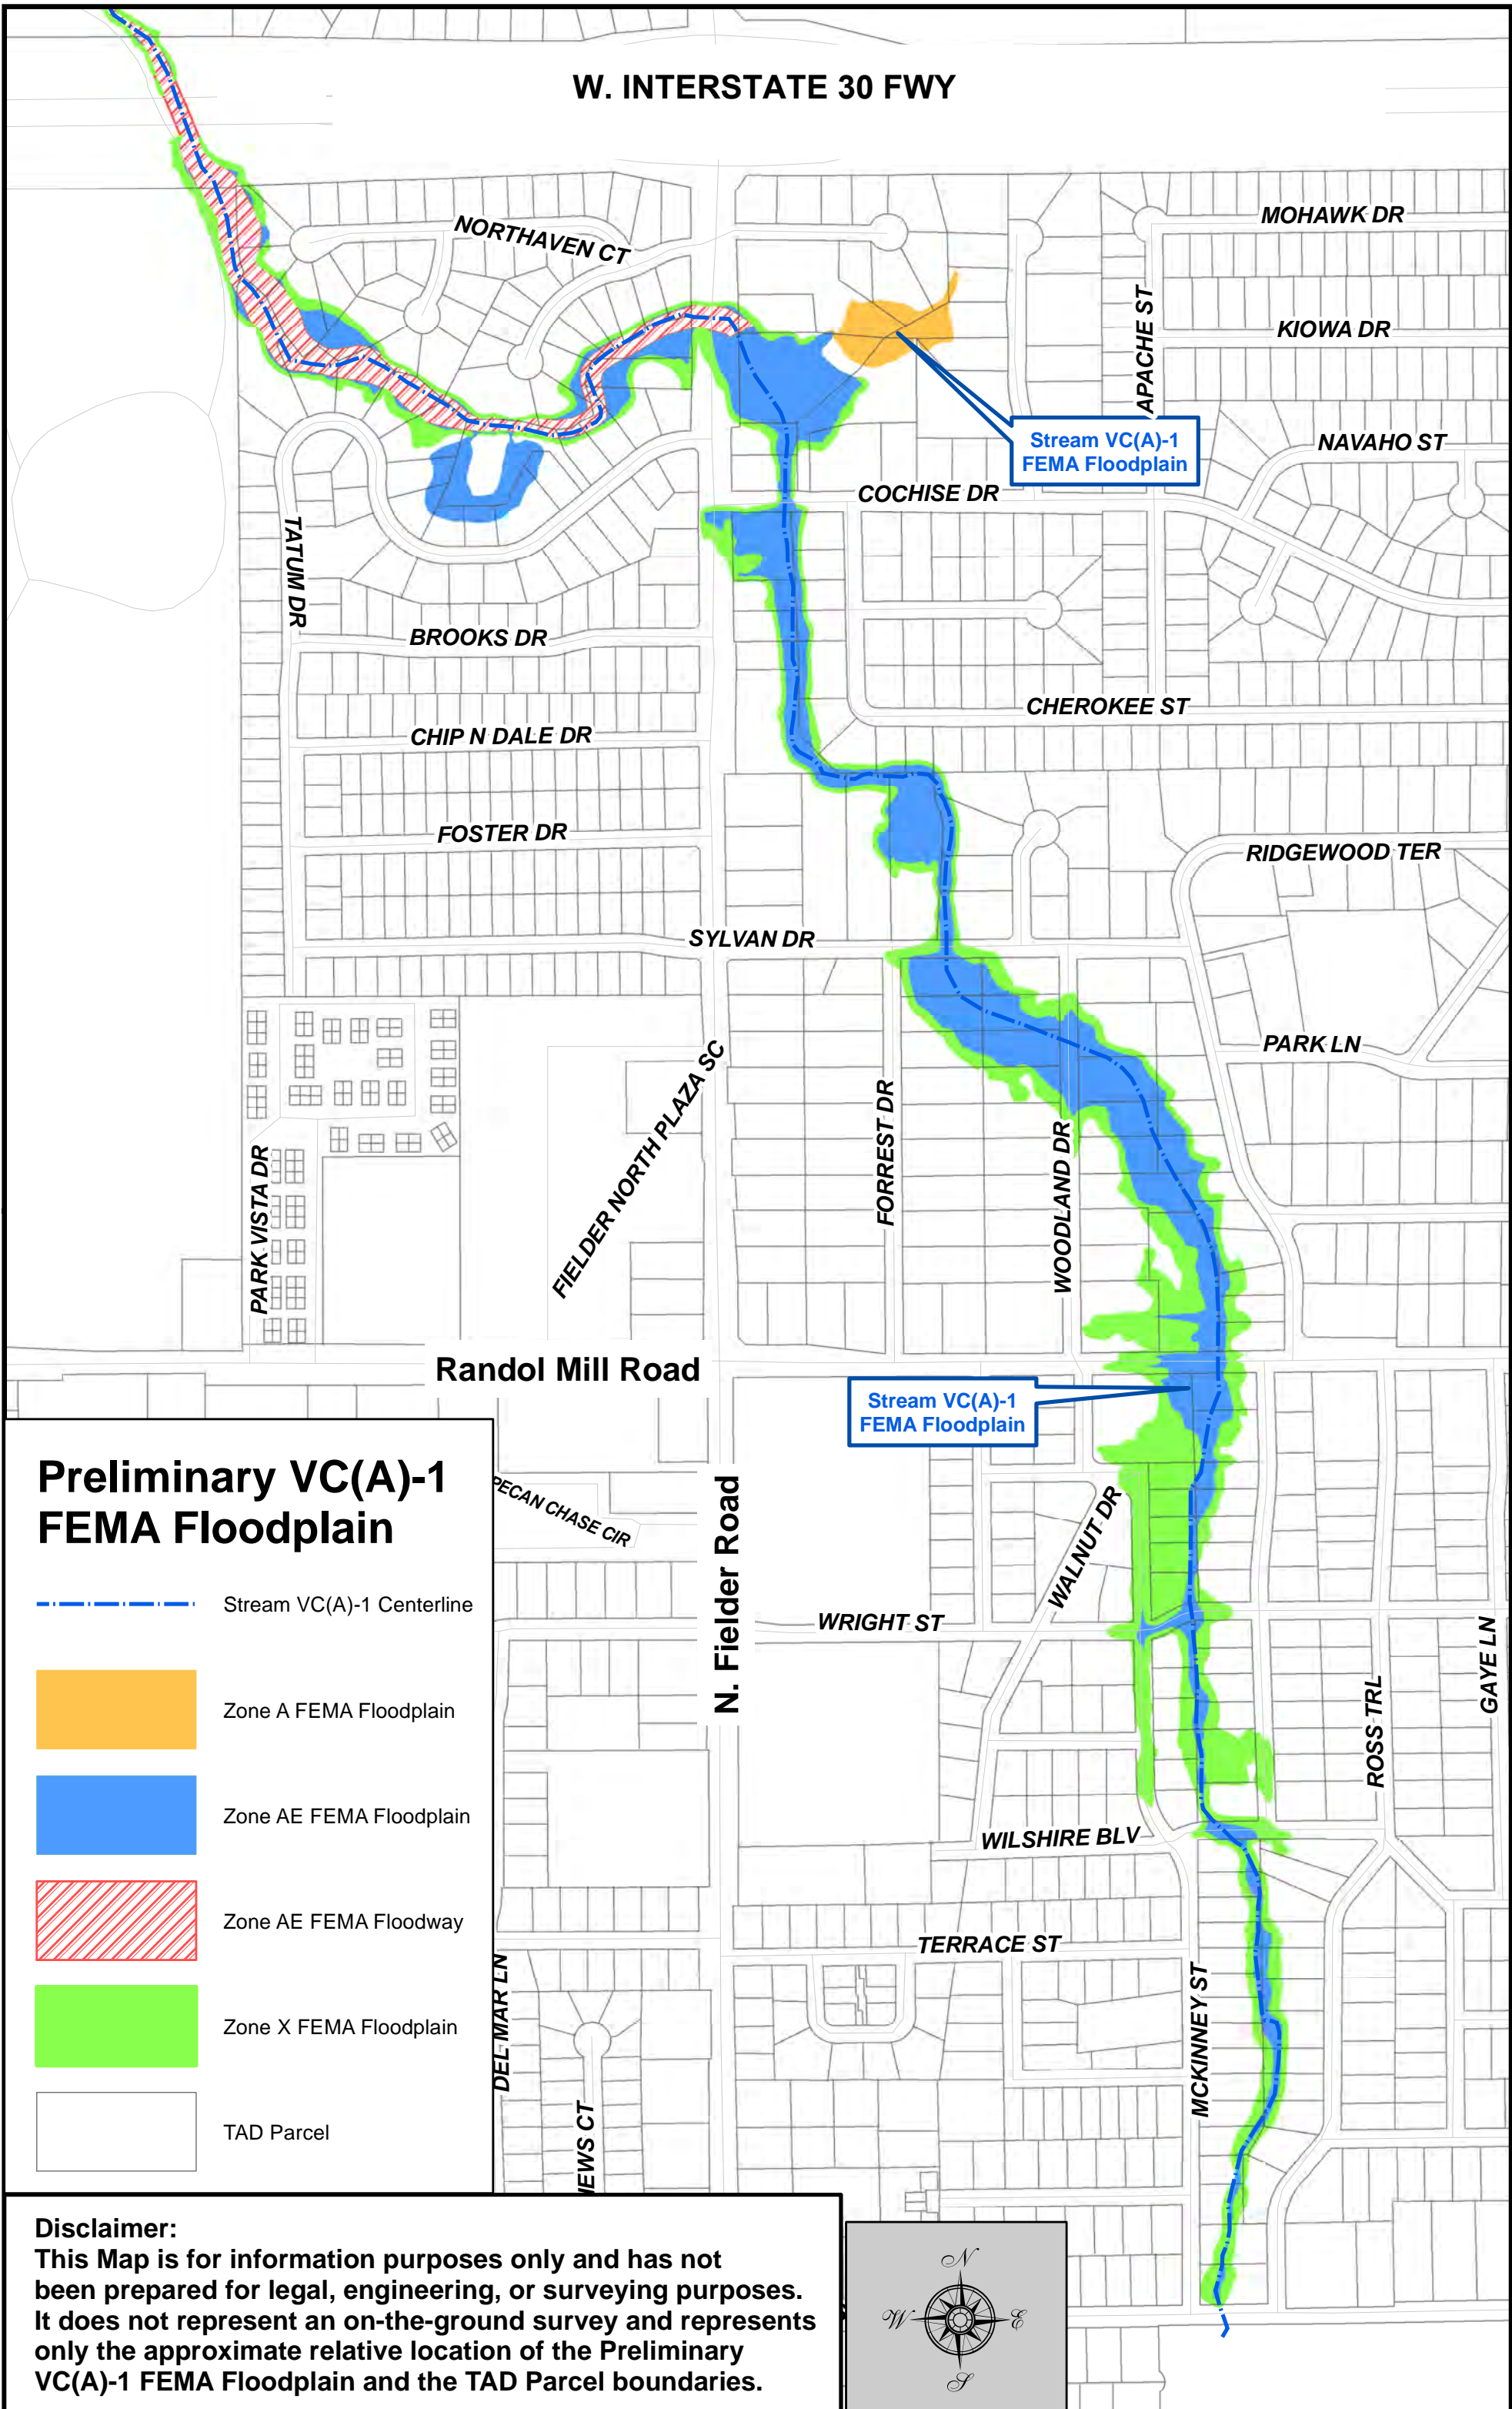 W. INTERSTATE 30 FWY
MOHAWK DR
NORTHAVEN CT
KIOWA DR
APACHE ST
Stream VC(A)-1
FEMA Floodplain
NAVAHO ST
COCHISE DR
TATUM DR
BROOKS DR
CHEROKEE ST
CHIP N DALE DR
FOSTER DR
RIDGEWOOD TER
SYLVAN DR
PARK LN
FIELDER NORTH PLAZA SC
FORREST DR
WOODLAND DR
PARK VISTA DR
Randol Mill Road
Stream VC(A)-1
FEMA Floodplain
PECAN CHASE CIR
N. Fielder Road
WALNUT DR
WRIGHT ST
GAYE LN
ROSS TRL
WILSHIRE BLV
TERRACE ST
DEL MAR LN
MCKINNEY ST
IEWS CT
Preliminary VC(A)-1
FEMA Floodplain
Stream VC(A)-1 Centerline
Zone A FEMA Floodplain
Zone AE FEMA Floodplain
Zone AE FEMA Floodway
Zone X FEMA Floodplain
TAD Parcel
Disclaimer:
This Map is for information purposes only and has not
been prepared for legal, engineering, or surveying purposes.
It does not represent an on-the-ground survey and represents
only the approximate relative location of the Preliminary
VC(A)-1 FEMA Floodplain and the TAD Parcel boundaries.
N
W E
S